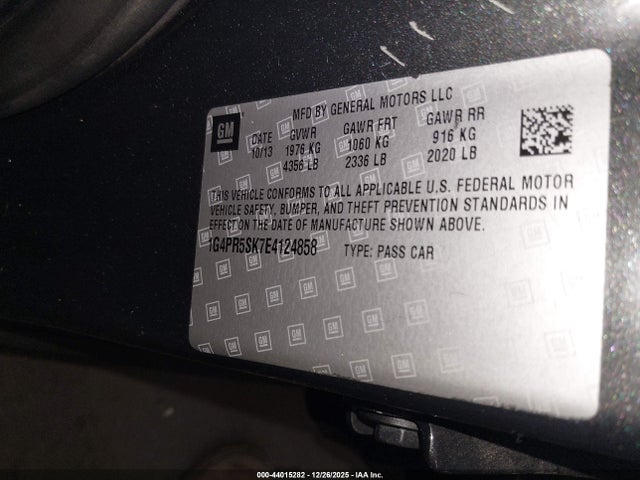 MFD BY GENERAL MOTORS LLC
GM
DATE GVWR GAWR FRT GAWR RR
10/13 1976 KG 1060 KG 916 KG
4356 LB 2336 LB 2020 LB
THIS VEHICLE CONFORMS TO ALL APPLICABLE U.S. FEDERAL MOTOR
VEHICLE SAFETY, BUMPER, AND THEFT PREVENTION STANDARDS IN
EFFECT ON THE DATE OF MANUFACTURE SHOWN ABOVE.
1G4PR5SK7E4124858 TYPE: PASS CAR
000-44015282 - 12/26/2025 - IAA Inc.